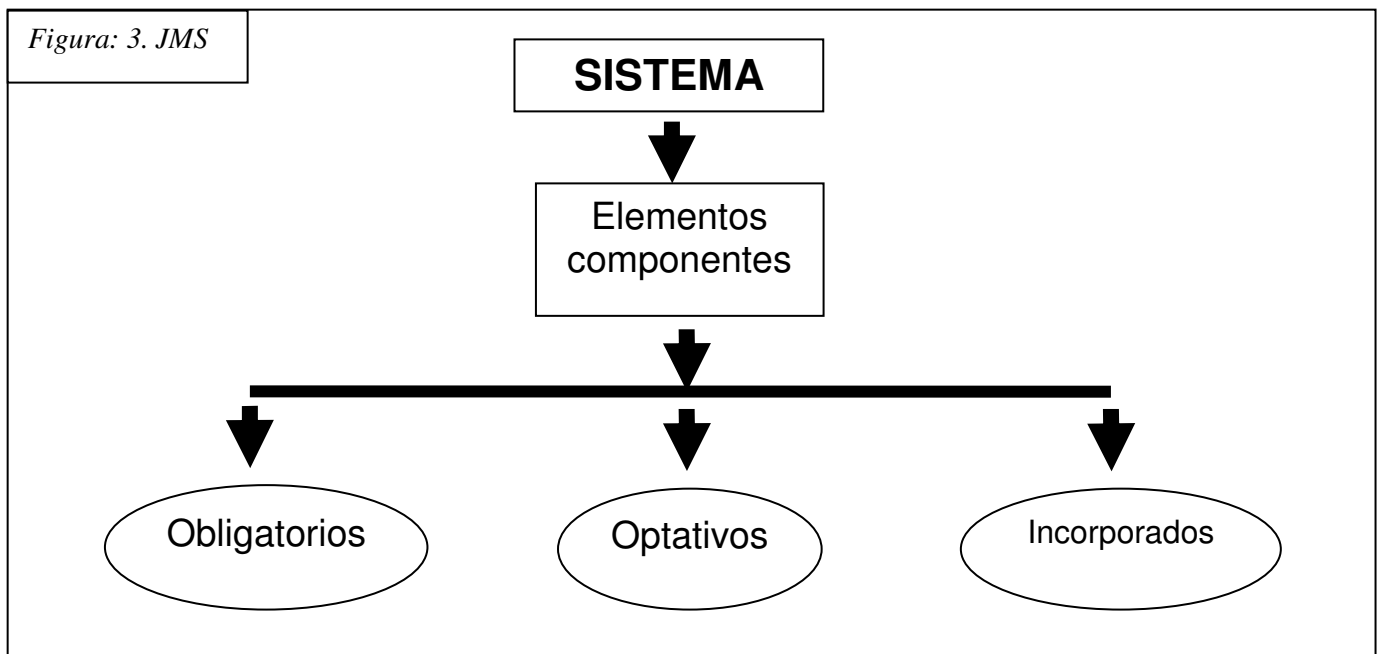 Figura: 3. JMS
SISTEMA
Elementos
componentes
Obligatorios
Optativos
Incorporados